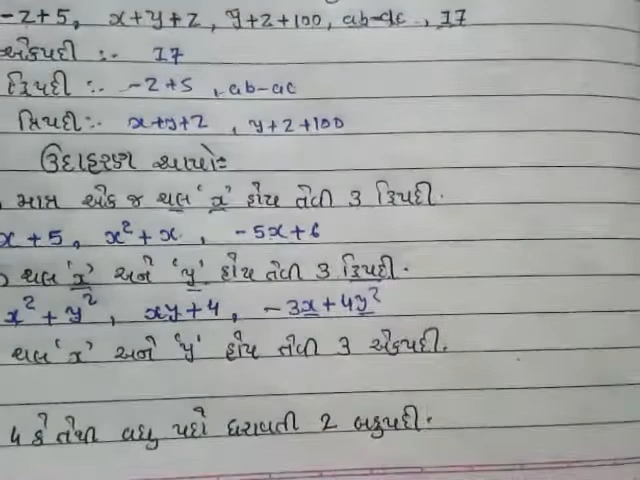 -z+5, x+y+z, y+z+100, ab-ac, 17
એકપદી :- 17
દ્વિપદી :- -z+5, ab-ac
ત્રિપદી :- x+y+z, y+z+100
ઉદાહરણ આપો:-
માત્ર એક જ ચલ 'x' હોય તેવી 3 દ્વિપદી.
x + 5, x² + x, -5x+6
ચલ 'x' અને 'y' હોય તેવી 3 દ્વિપદી.
x² + y², xy + 4, -3x + 4y²
ચલ 'x' અને 'y' હોય તેવી 3 એકપદી.
4 કે તેથી વધુ પદો ધરાવતી 2 બહુપદી.